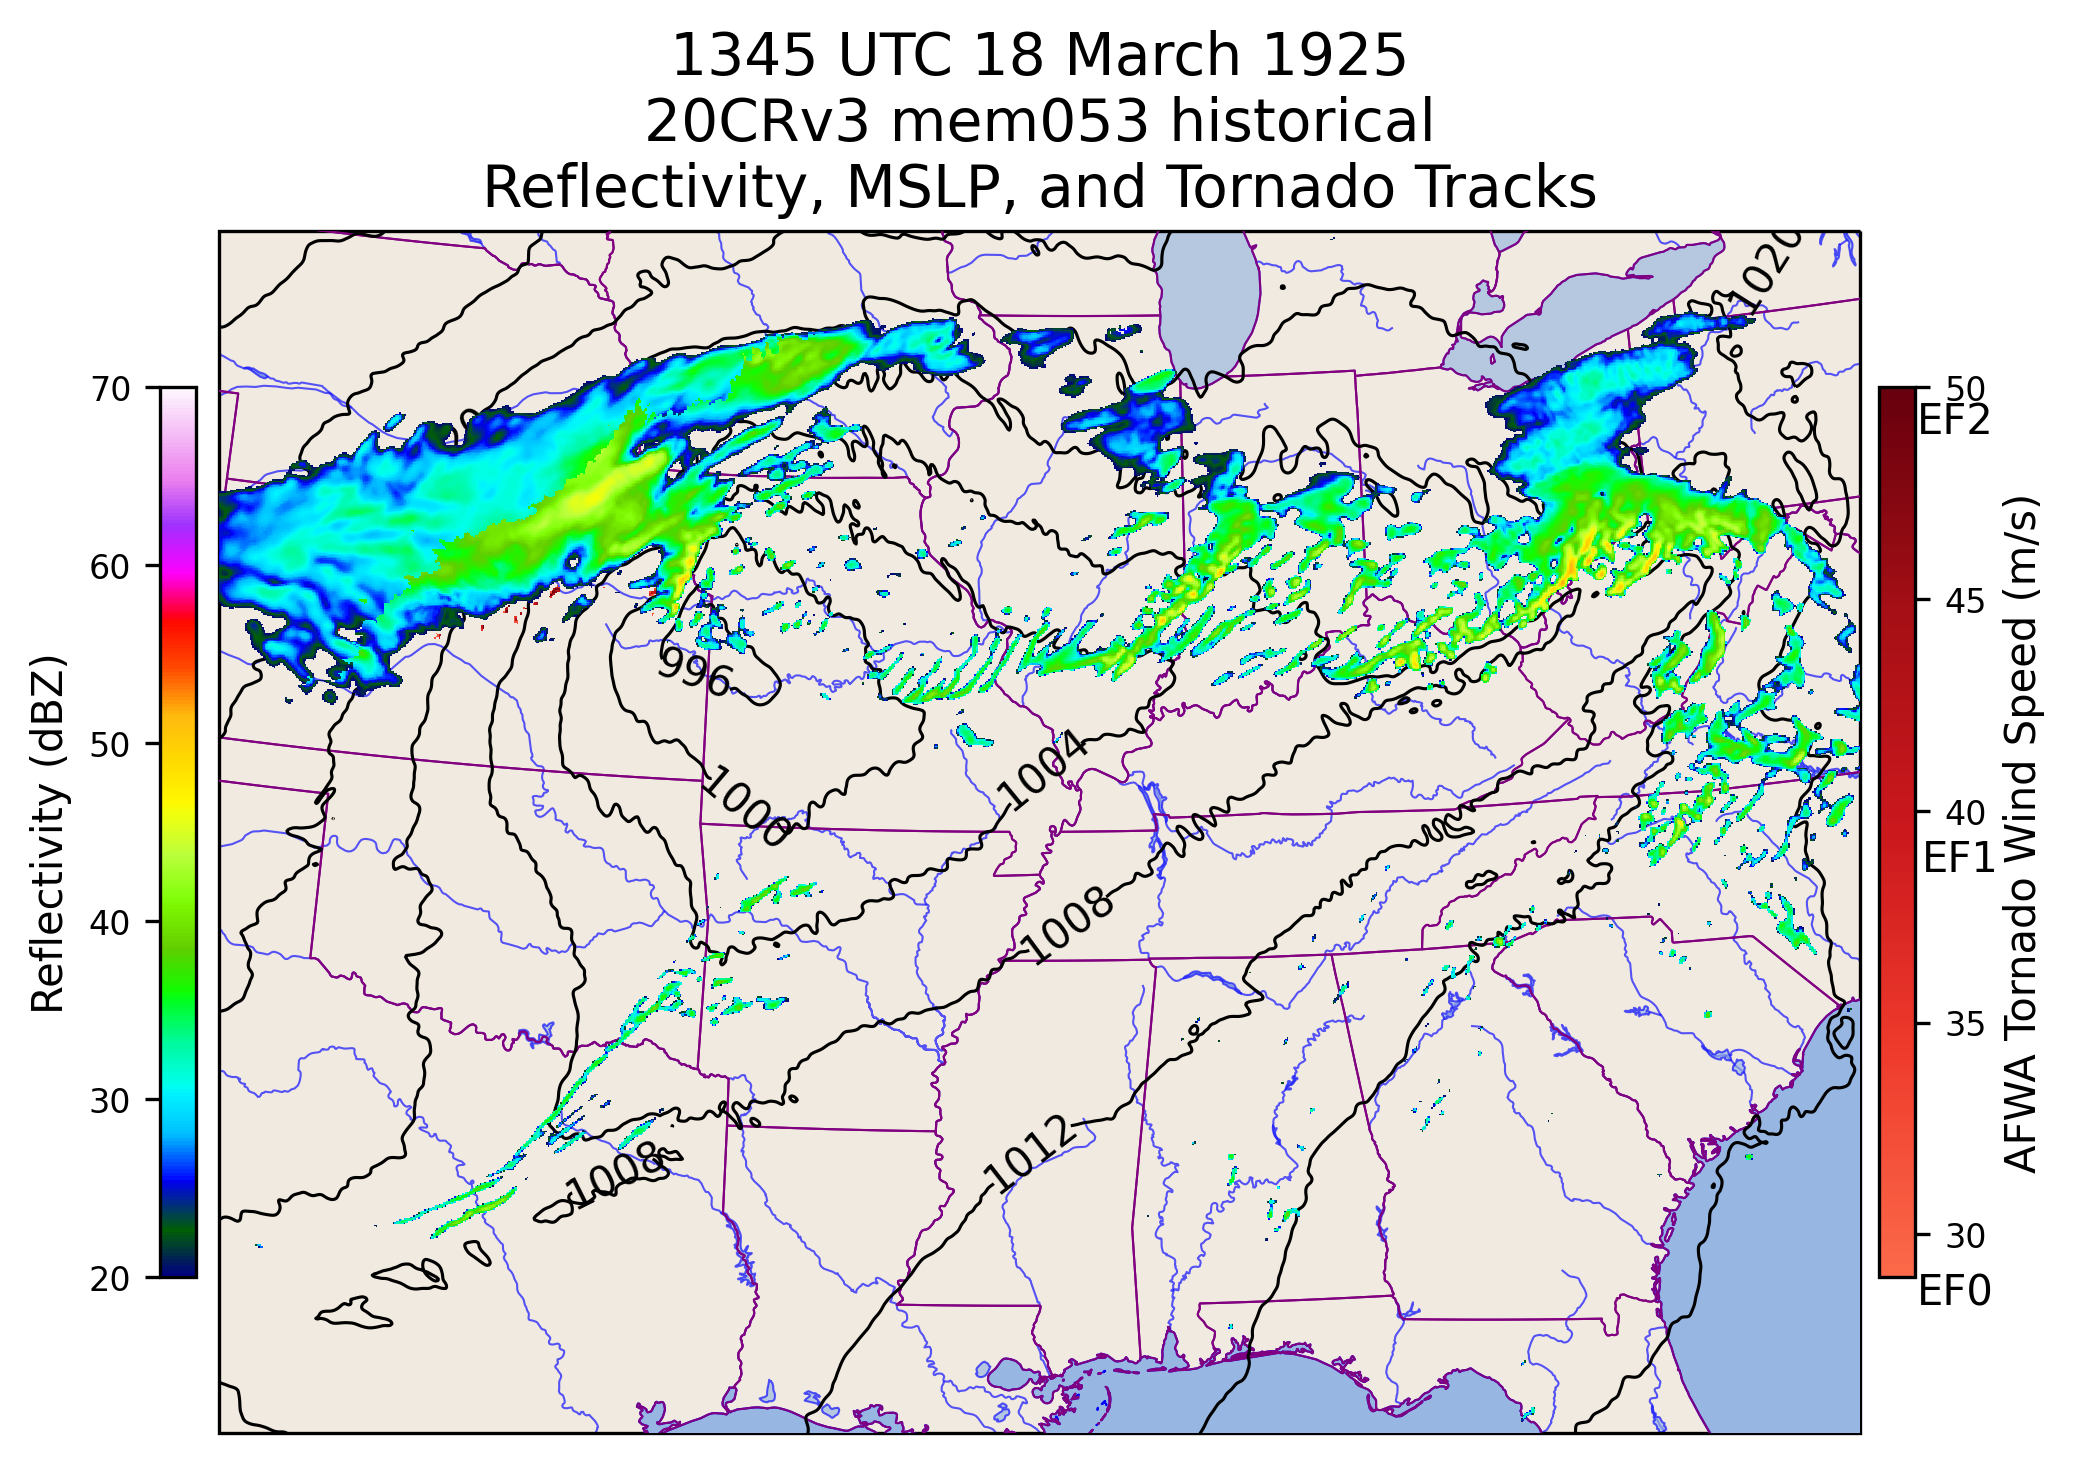 1345 UTC 18 March 1925
20CRv3 mem053 historical
Reflectivity, MSLP, and Tornado Tracks
1020
996
1004
1000
1008
1012
1008
70
60
50
40
30
20
Reflectivity (dBZ)
50
EF2
45
40
EF1
35
30
EF0
AFWA Tornado Wind Speed (m/s)